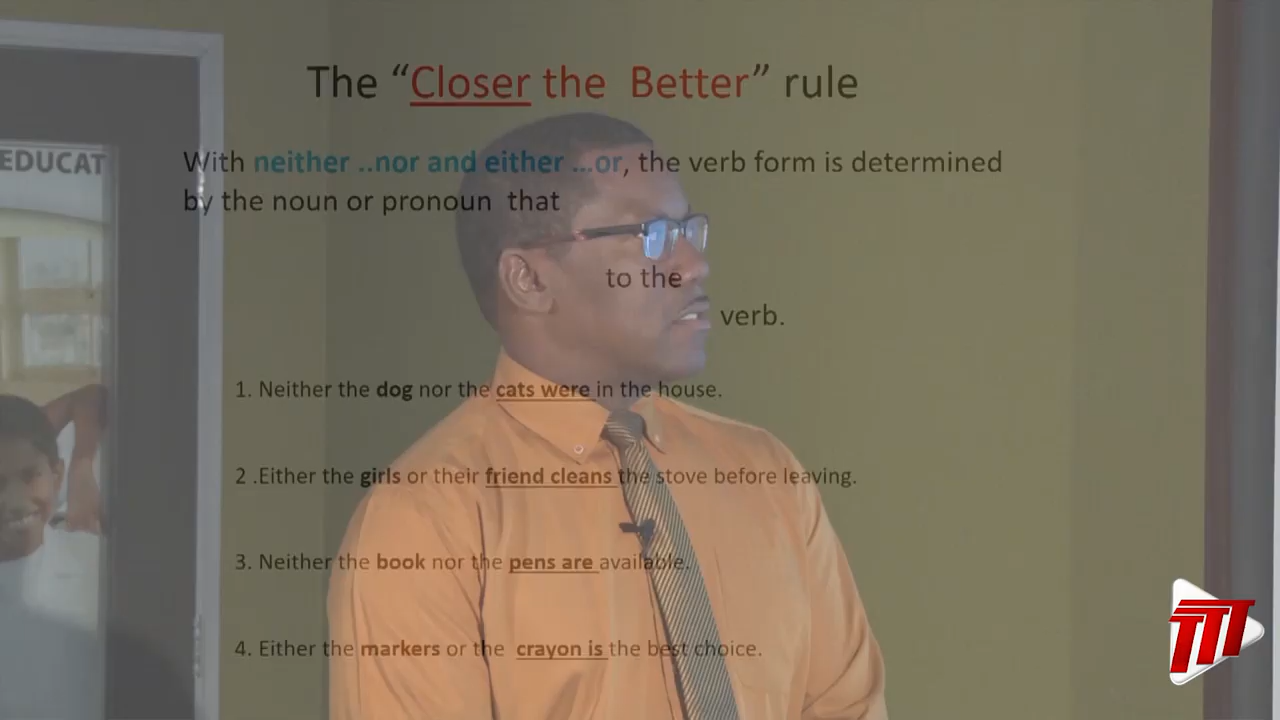 The “Closer the Better” rule
EDUCAT
With neither ..nor and either ...or, the verb form is determined
by the noun or pronoun that
to the
verb.
1. Neither the dog nor the cats were in the house.
2 .Either the girls or their friend cleans the stove before leaving.
3. Neither the book nor the pens are available.
4. Either the markers or the crayon is the best choice.
TTT